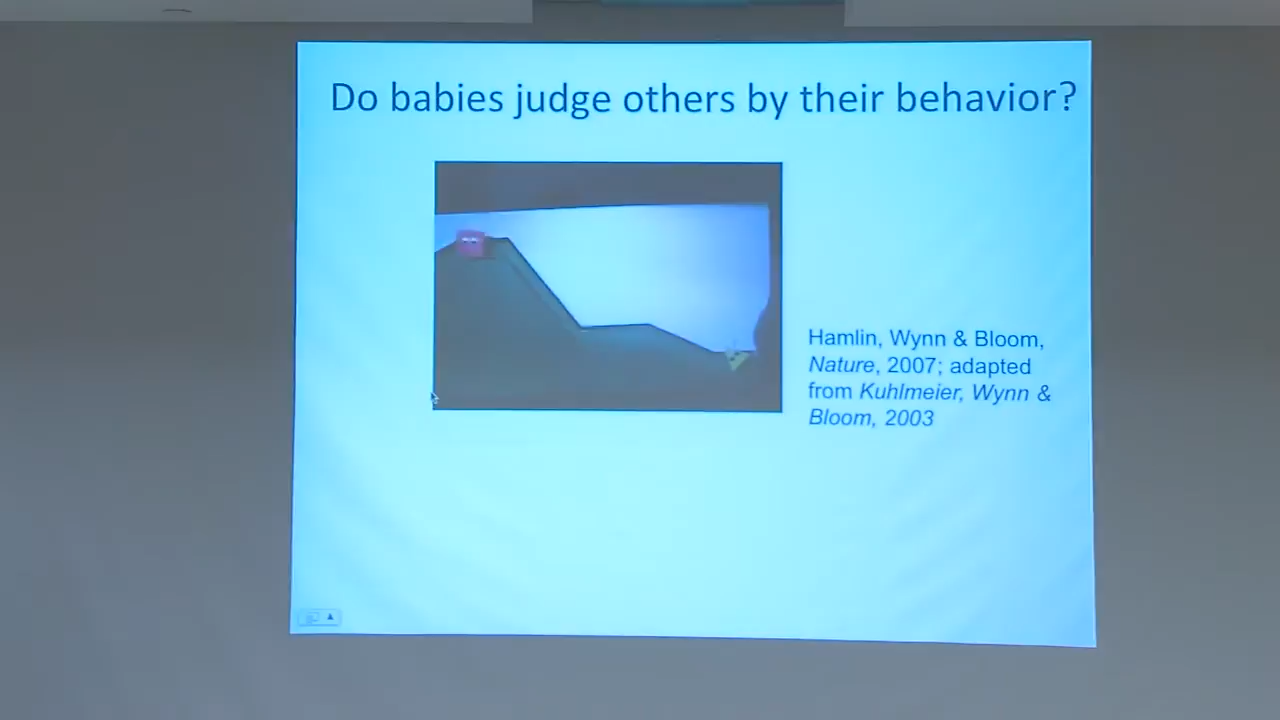 Do babies judge others by their behavior?
Hamlin, Wynn & Bloom,
Nature, 2007; adapted
from Kuhlmeier, Wynn &
Bloom, 2003